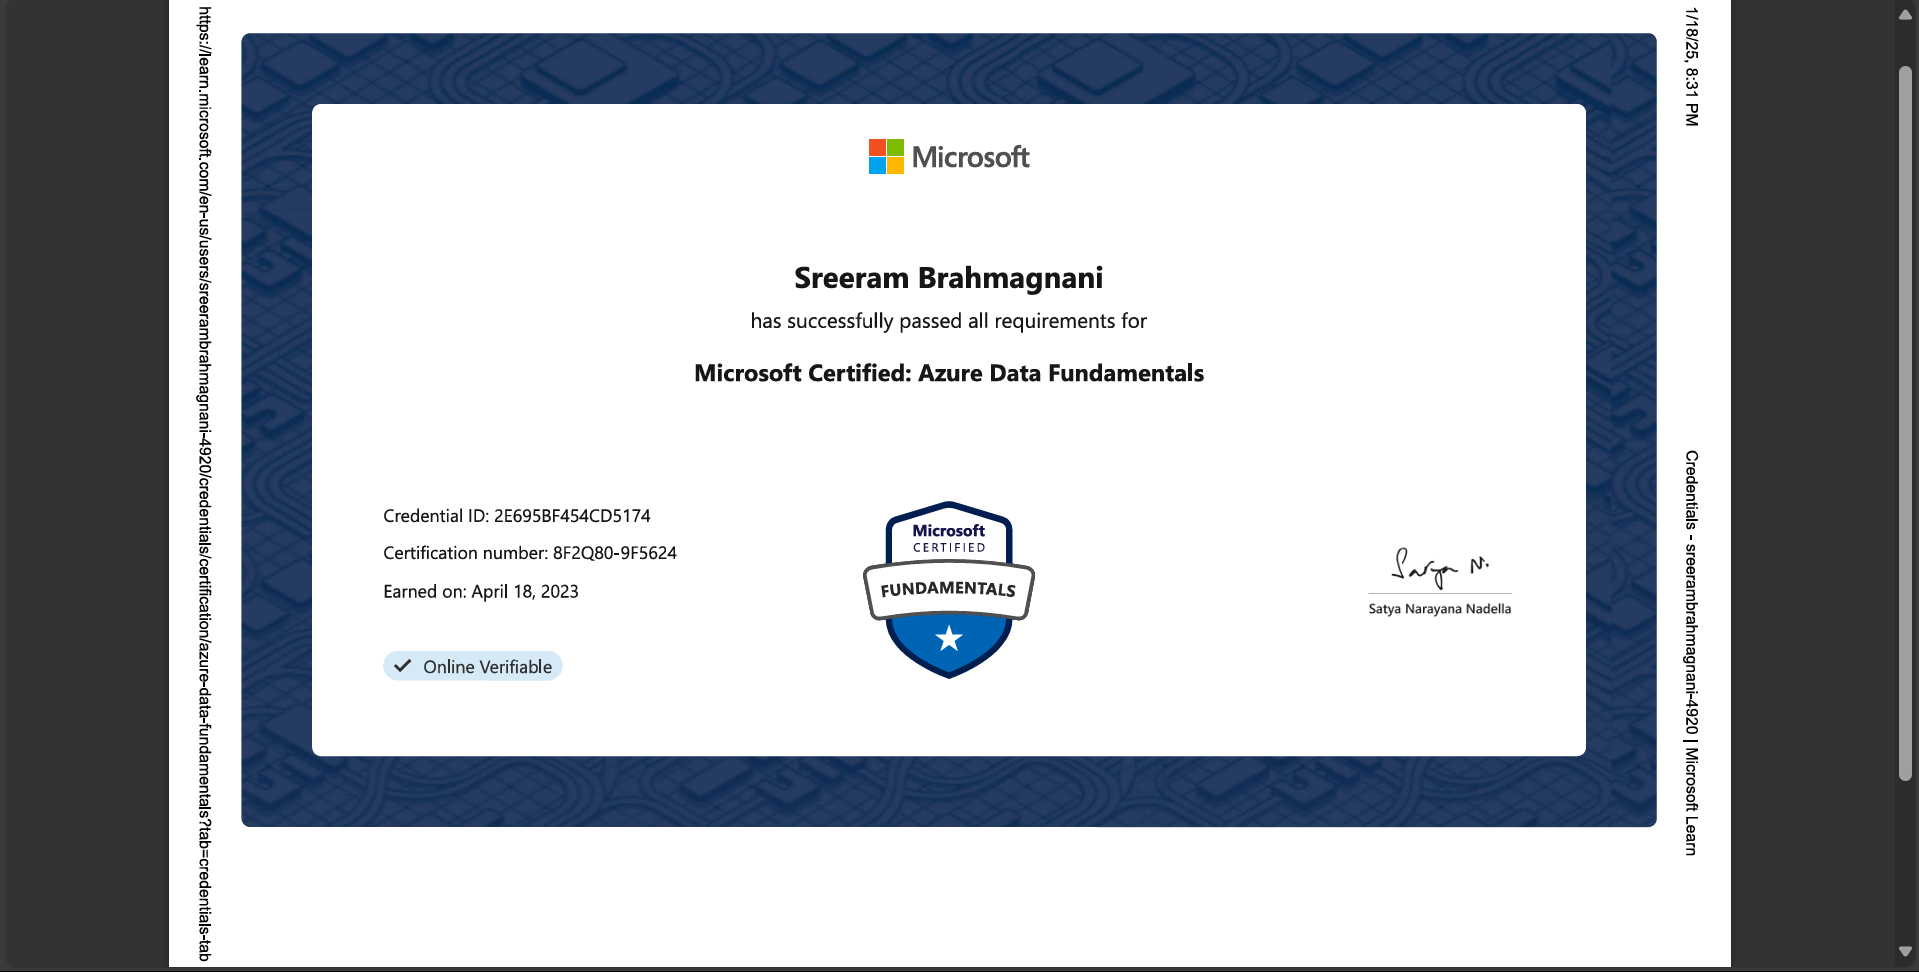 1/18/25, 8:31 PM
Credentials - sreerambrahmagnani-4920 | Microsoft Learn
Microsoft
Sreeram Brahmagnani
has successfully passed all requirements for
Microsoft Certified: Azure Data Fundamentals
Credential ID: 2E695BF454CD5174
Certification number: 8F2Q80-9F5624
Earned on: April 18, 2023
Online Verifiable
Microsoft
CERTIFIED
FUNDAMENTALS
Satya N.
Satya Narayana Nadella
https://learn.microsoft.com/en-us/users/sreerambrahmagnani-4920/credentials/certification/azure-data-fundamentals?tab=credentials-tab